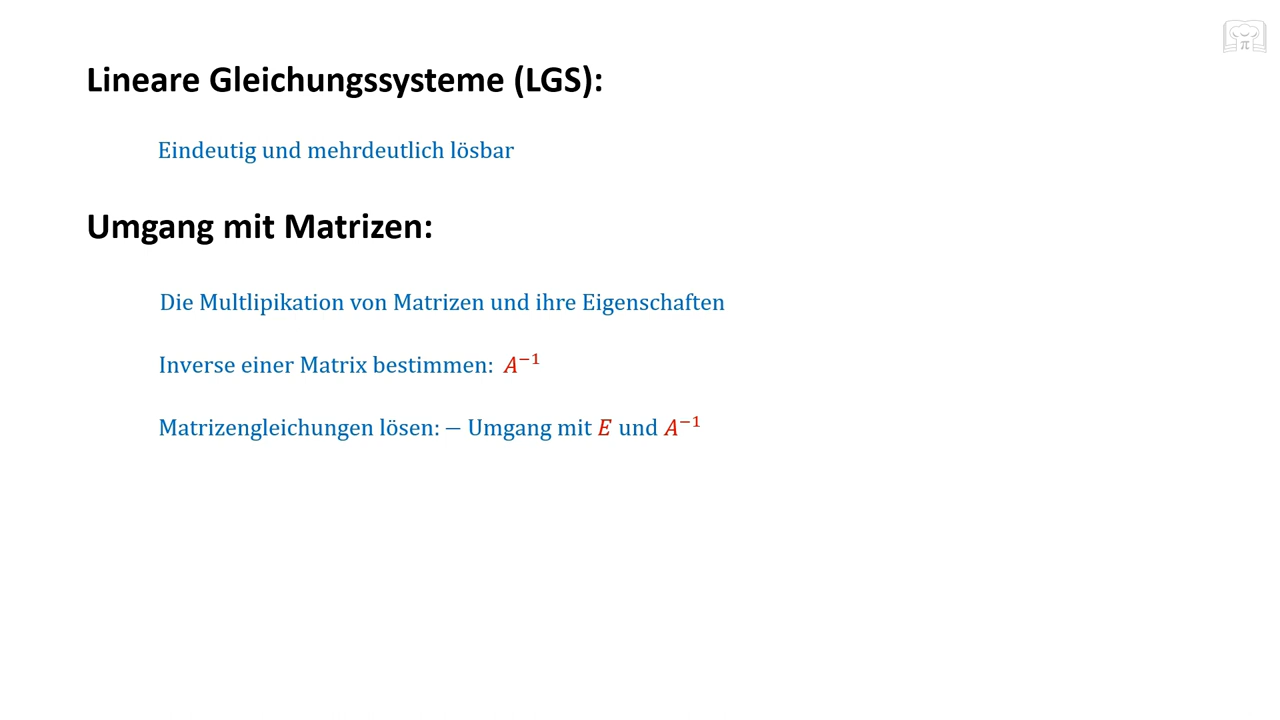 Lineare Gleichungssysteme (LGS):
Eindeutig und mehrdeutlich lösbar
Umgang mit Matrizen:
Die Multlipikation von Matrizen und ihre Eigenschaften
Inverse einer Matrix bestimmen: A⁻¹
Matrizengleichungen lösen: − Umgang mit E und A⁻¹
π